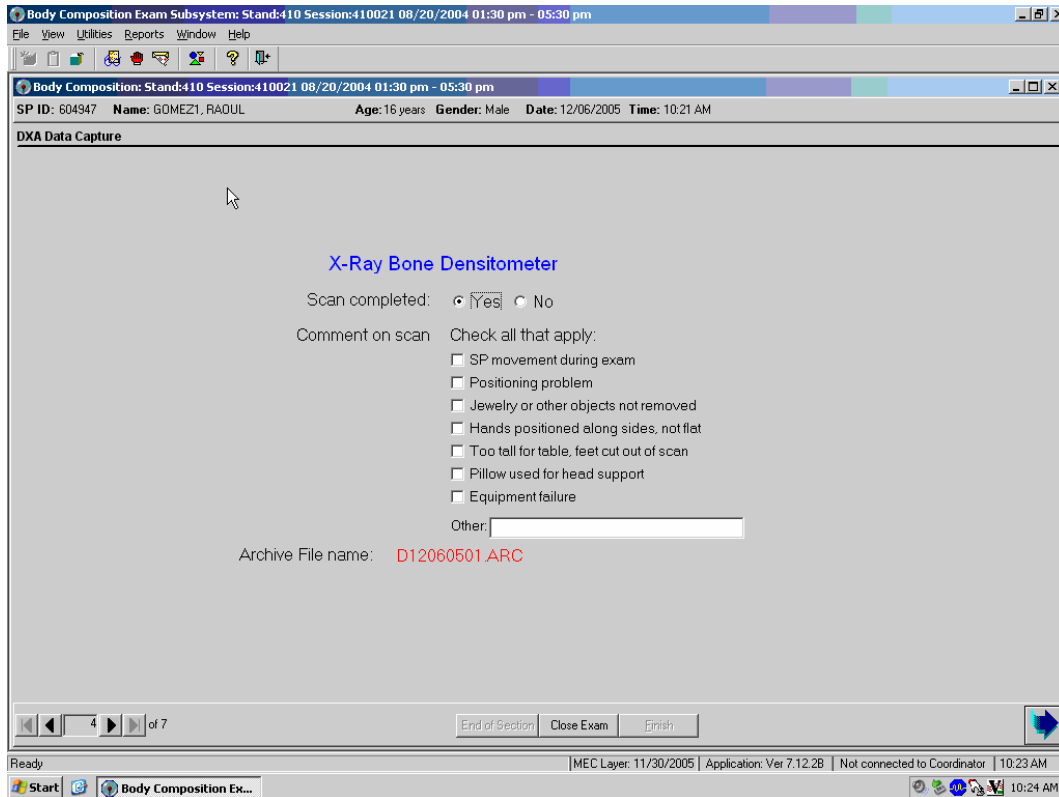 Body Composition Exam Subsystem: Stand:410 Session:410021 08/20/2004 01:30 pm - 05:30 pm
File View Utilities Reports Window Help
Body Composition: Stand:410 Session:410021 08/20/2004 01:30 pm - 05:30 pm
SP ID: 604947 Name: GOMEZ1, RAOUL Age: 16 years Gender: Male Date: 12/06/2005 Time: 10:21 AM
DXA Data Capture
X-Ray Bone Densitometer
Scan completed: Yes No
Comment on scan Check all that apply:
SP movement during exam
Positioning problem
Jewelry or other objects not removed
Hands positioned along sides, not flat
Too tall for table, feet cut out of scan
Pillow used for head support
Equipment failure
Other:
Archive File name: D12060501.ARC
4 of 7 End of Section Close Exam Finish
Ready MEC Layer: 11/30/2005 Application: Ver 7.12.2B Not connected to Coordinator 10:23 AM
Start Body Composition Ex... 10:24 AM